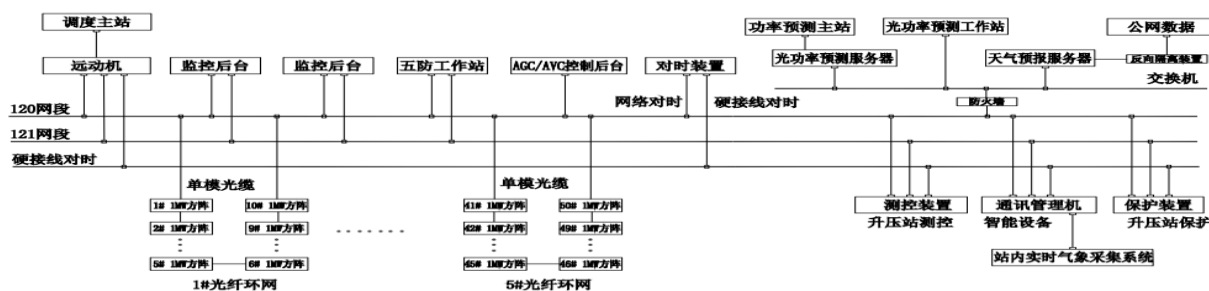 调度主站
功率预测主站
光功率预测工作站
公网数据
远动机
监控后台
监控后台
五防工作站
AGC/AVC控制后台
对时装置
光功率预测服务器
天气预报服务器
反向隔离装置
交换机
网络对时
硬接线对时
防火墙
120网段
121网段
硬接线对时
单模光缆
单模光缆
1# 1MW方阵
10# 1MW方阵
41# 1MW方阵
50# 1MW方阵
测控装置
通讯管理机
保护装置
升压站测控
智能设备
升压站保护
2# 1MW方阵
9# 1MW方阵
42# 1MW方阵
49# 1MW方阵
站内实时气象采集系统
5# 1MW方阵
6# 1MW方阵
45# 1MW方阵
46# 1MW方阵
1#光纤环网
5#光纤环网